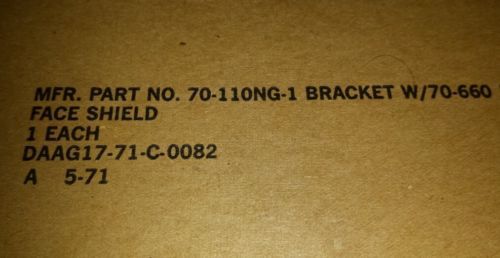 MFR. PART NO. 70-110NG-1 BRACKET W/70-660
FACE SHIELD
1 EACH
DAAG17-71-C-0082
A 5-71